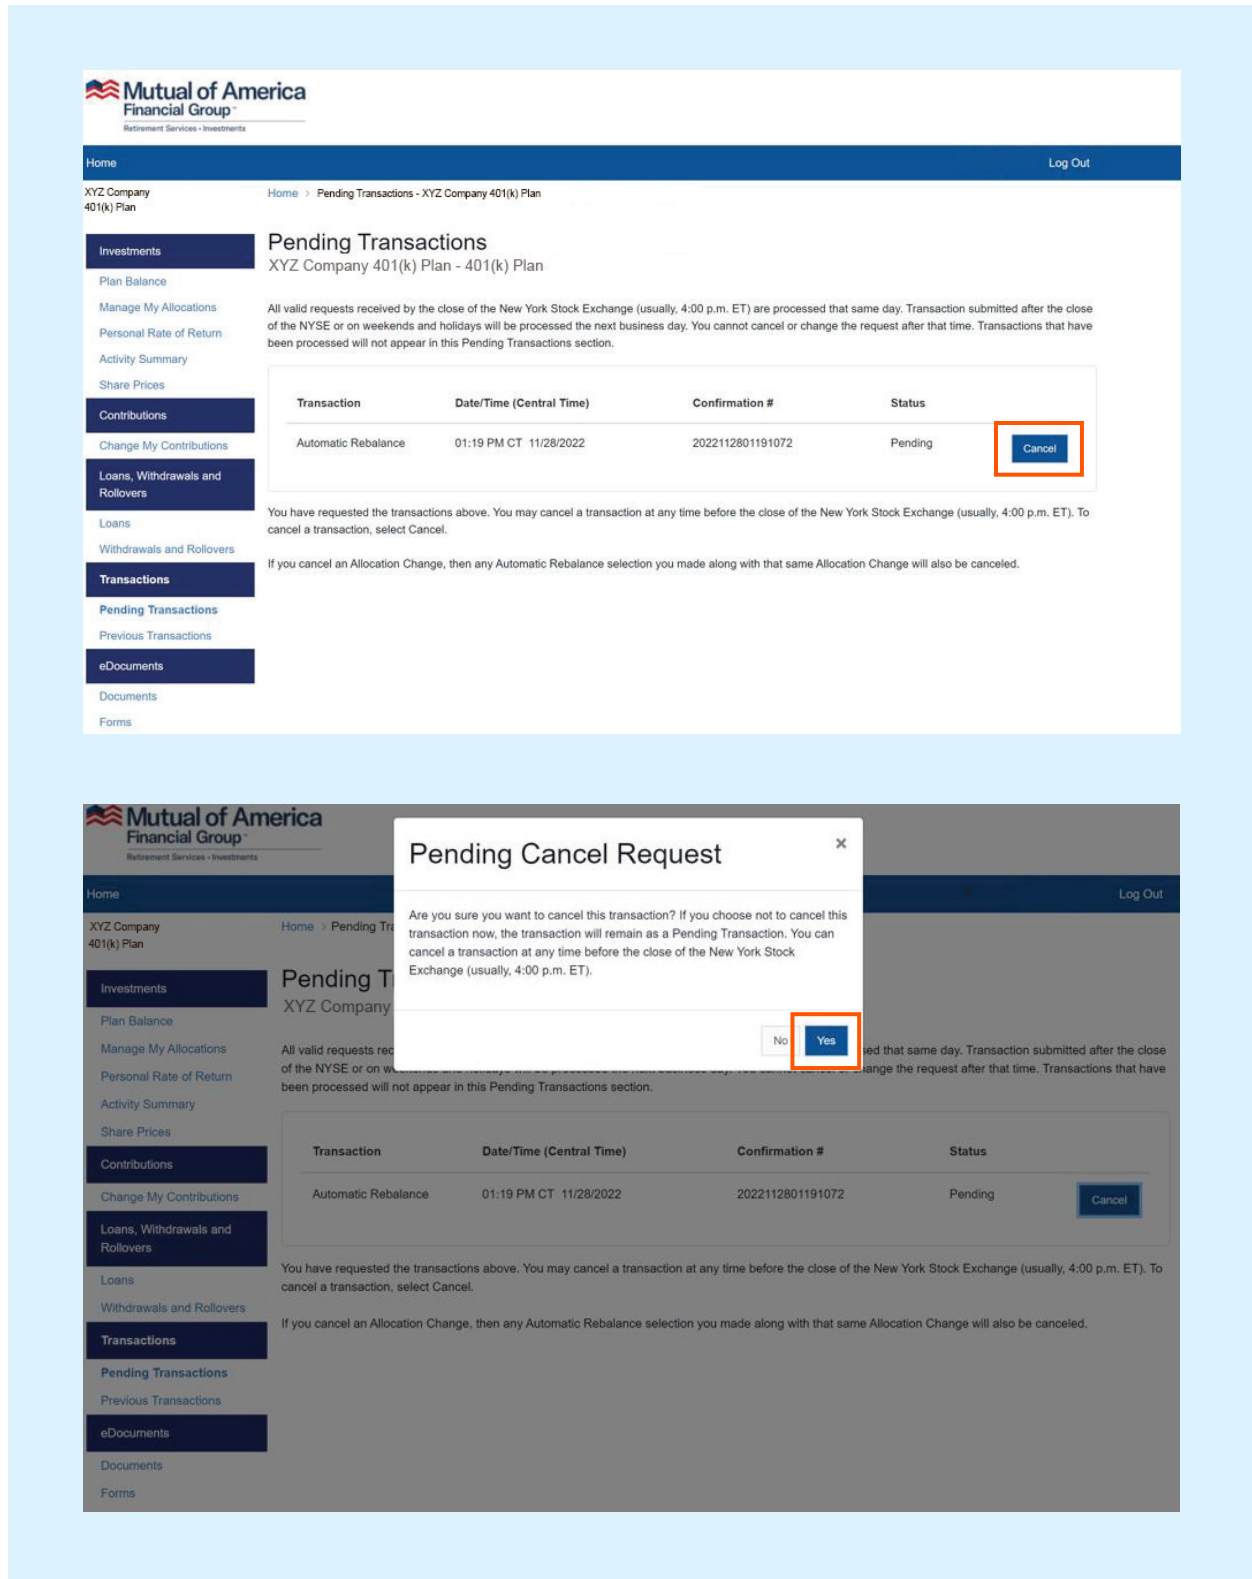 Mutual of America
Financial Group
Retirement Services • Investments
Home
Log Out
XYZ Company
401(k) Plan
Home > Pending Transactions - XYZ Company 401(k) Plan
Investments
Plan Balance
Manage My Allocations
Personal Rate of Return
Activity Summary
Share Prices
Contributions
Change My Contributions
Loans, Withdrawals and
Rollovers
Loans
Withdrawals and Rollovers
Transactions
Pending Transactions
Previous Transactions
eDocuments
Documents
Forms
Pending Transactions
XYZ Company 401(k) Plan - 401(k) Plan
All valid requests received by the close of the New York Stock Exchange (usually, 4:00 p.m. ET) are processed that same day. Transaction submitted after the close
of the NYSE or on weekends and holidays will be processed the next business day. You cannot cancel or change the request after that time. Transactions that have
been processed will not appear in this Pending Transactions section.
Transaction Date/Time (Central Time) Confirmation # Status
Automatic Rebalance 01:19 PM CT 11/28/2022 2022112801191072 Pending Cancel
You have requested the transactions above. You may cancel a transaction at any time before the close of the New York Stock Exchange (usually, 4:00 p.m. ET). To
cancel a transaction, select Cancel.
If you cancel an Allocation Change, then any Automatic Rebalance selection you made along with that same Allocation Change will also be canceled.
Mutual of America
Financial Group
Retirement Services • Investments
Home
Log Out
XYZ Company
401(k) Plan
Home > Pending Tra
Investments
Plan Balance
Manage My Allocations
Personal Rate of Return
Activity Summary
Share Prices
Contributions
Change My Contributions
Loans, Withdrawals and
Rollovers
Loans
Withdrawals and Rollovers
Transactions
Pending Transactions
Previous Transactions
eDocuments
Documents
Forms
Pending Cancel Request ×
Are you sure you want to cancel this transaction? If you choose not to cancel this
transaction now, the transaction will remain as a Pending Transaction. You can
cancel a transaction at any time before the close of the New York Stock
Exchange (usually, 4:00 p.m. ET).
No Yes
Pending T
XYZ Company
All valid requests rec sed that same day. Transaction submitted after the close
of the NYSE or on change the request after that time. Transactions that have
been processed will not appear in this Pending Transactions section.
Transaction Date/Time (Central Time) Confirmation # Status
Automatic Rebalance 01:19 PM CT 11/28/2022 2022112801191072 Pending Cancel
You have requested the transactions above. You may cancel a transaction at any time before the close of the New York Stock Exchange (usually, 4:00 p.m. ET). To
cancel a transaction, select Cancel.
If you cancel an Allocation Change, then any Automatic Rebalance selection you made along with that same Allocation Change will also be canceled.